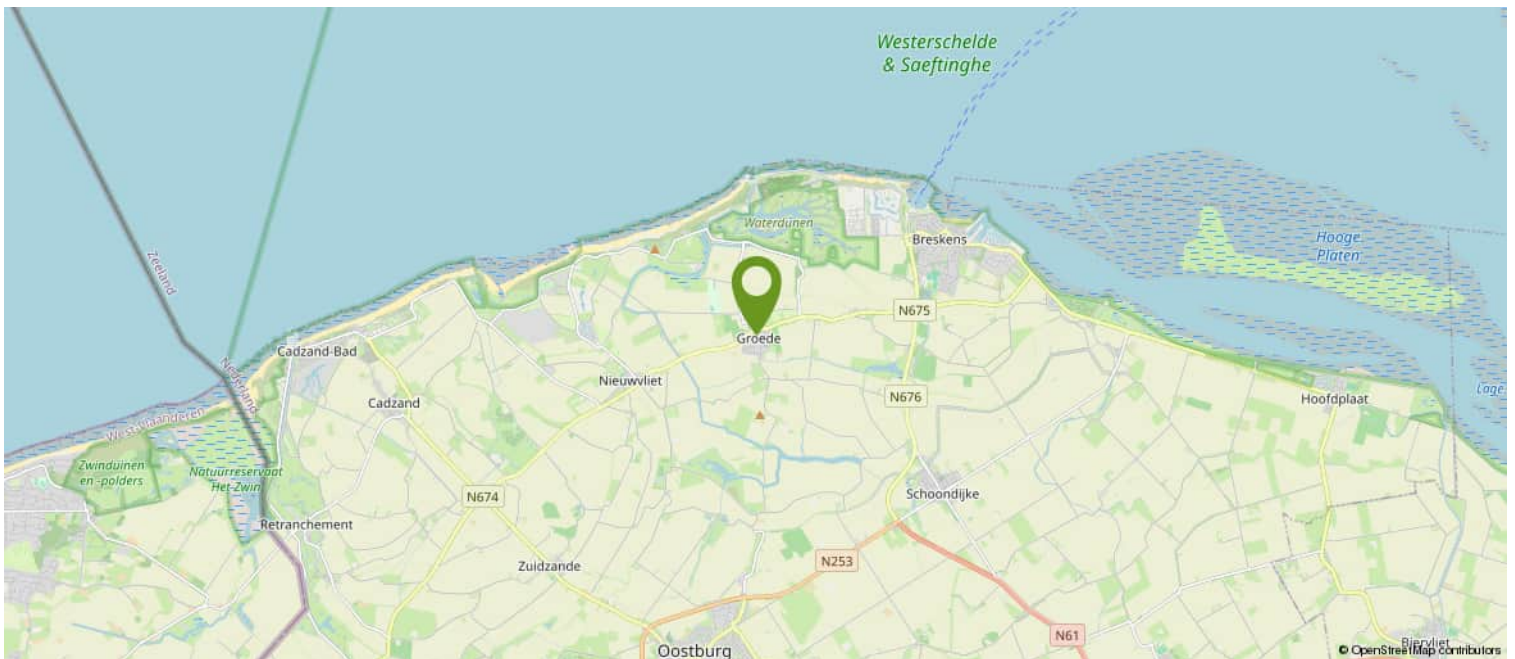 Westerschelde
& Saeftinghe
Waterdunen
Breskens
Hooge
Platen
Zeeland
N675
Groede
Cadzand-Bad
Nederland
Nieuwvliet
N676
Cadzand
Hoofdplaat
Lage
West-Vlaanderen
Zwinduinen
en -polders
Natuurreservaat
Het Zwin
N674
Schoondijke
Retranchement
Zuidzande
N253
N61
Oostburg
Biervliet
© OpenStreetMap contributors